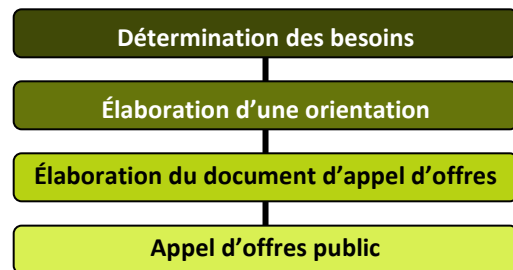 Détermination des besoins
Élaboration d’une orientation
Élaboration du document d’appel d’offres
Appel d’offres public